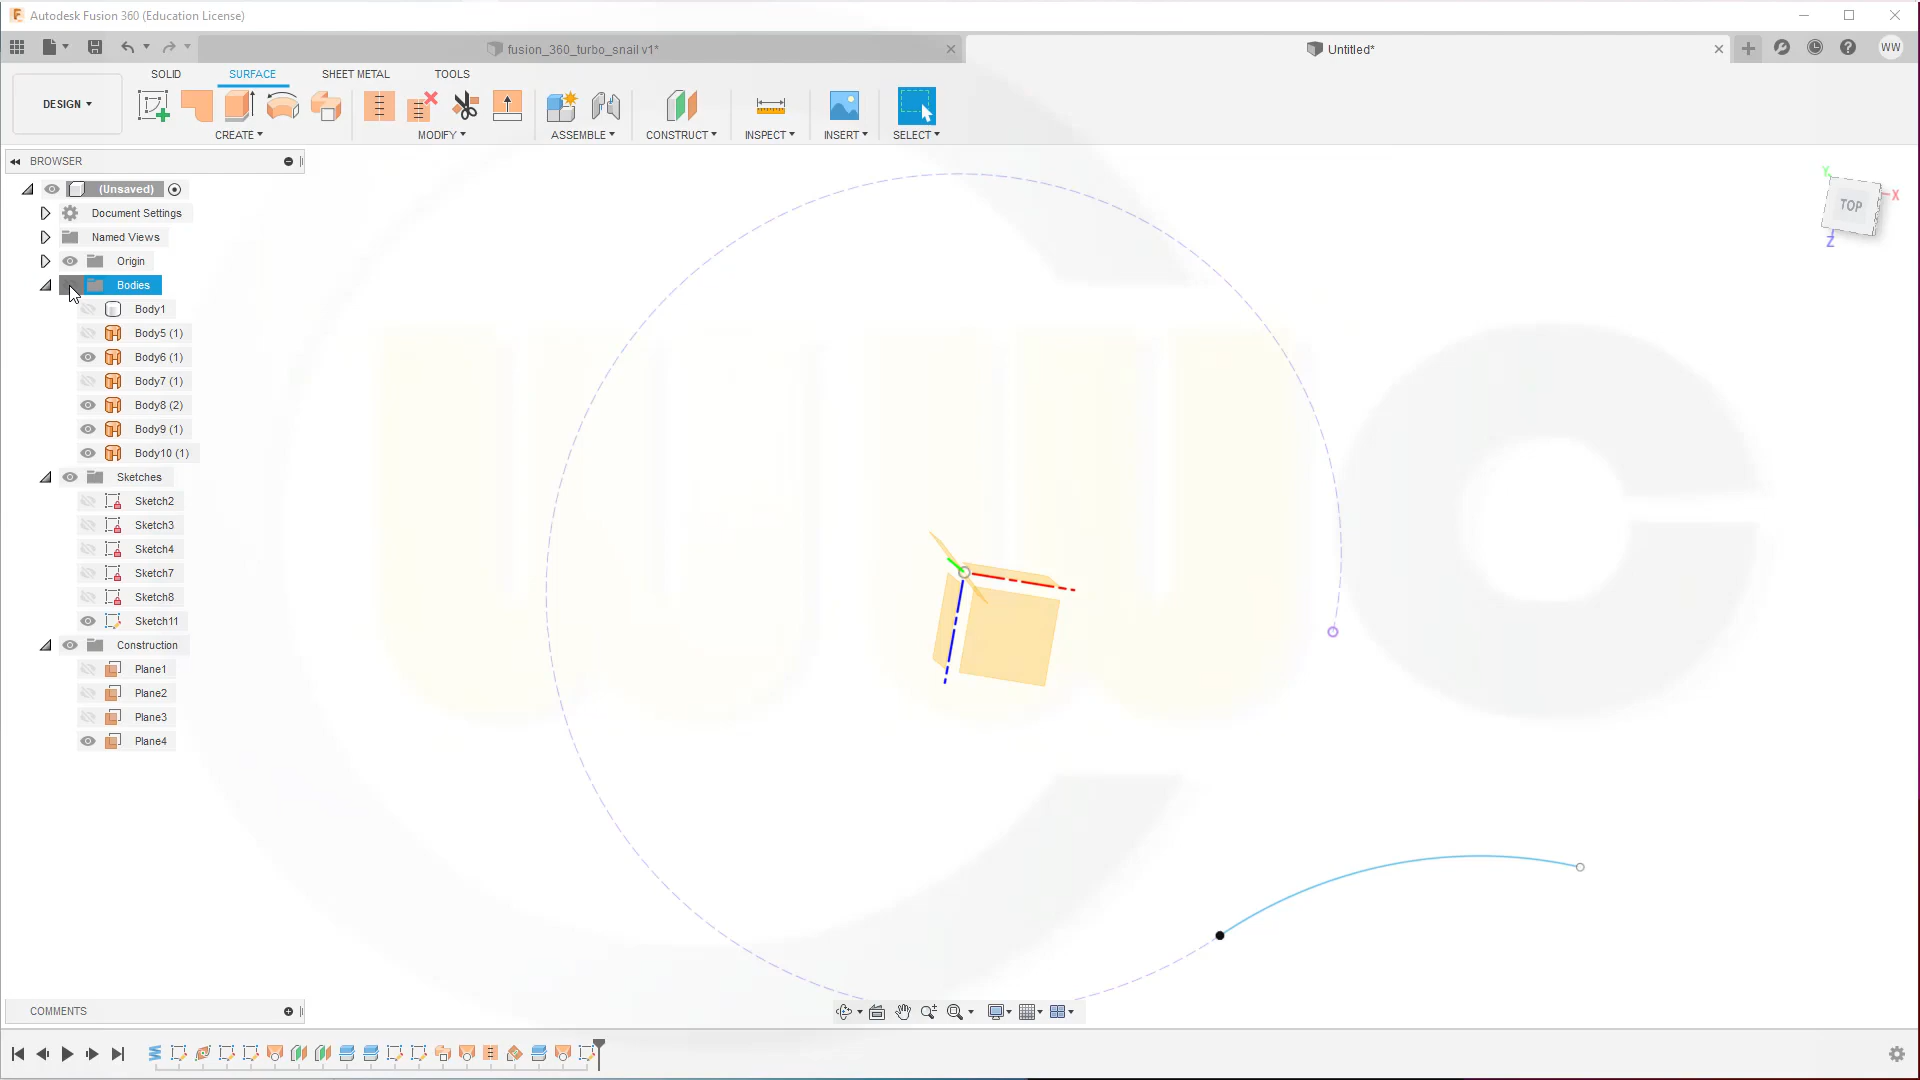 Autodesk Fusion 360 (Education License)
fusion_360_turbo_snail v1*
Untitled*
WW
DESIGN
SOLID
SURFACE
SHEET METAL
TOOLS
CREATE
MODIFY
ASSEMBLE
CONSTRUCT
INSPECT
INSERT
SELECT
BROWSER
(Unsaved)
Document Settings
Named Views
Origin
Bodies
Body1
Body5 (1)
Body6 (1)
Body7 (1)
Body8 (2)
Body9 (1)
Body10 (1)
Sketches
Sketch2
Sketch3
Sketch4
Sketch7
Sketch8
Sketch11
Construction
Plane1
Plane2
Plane3
Plane4
Y
X
TOP
Z
COMMENTS